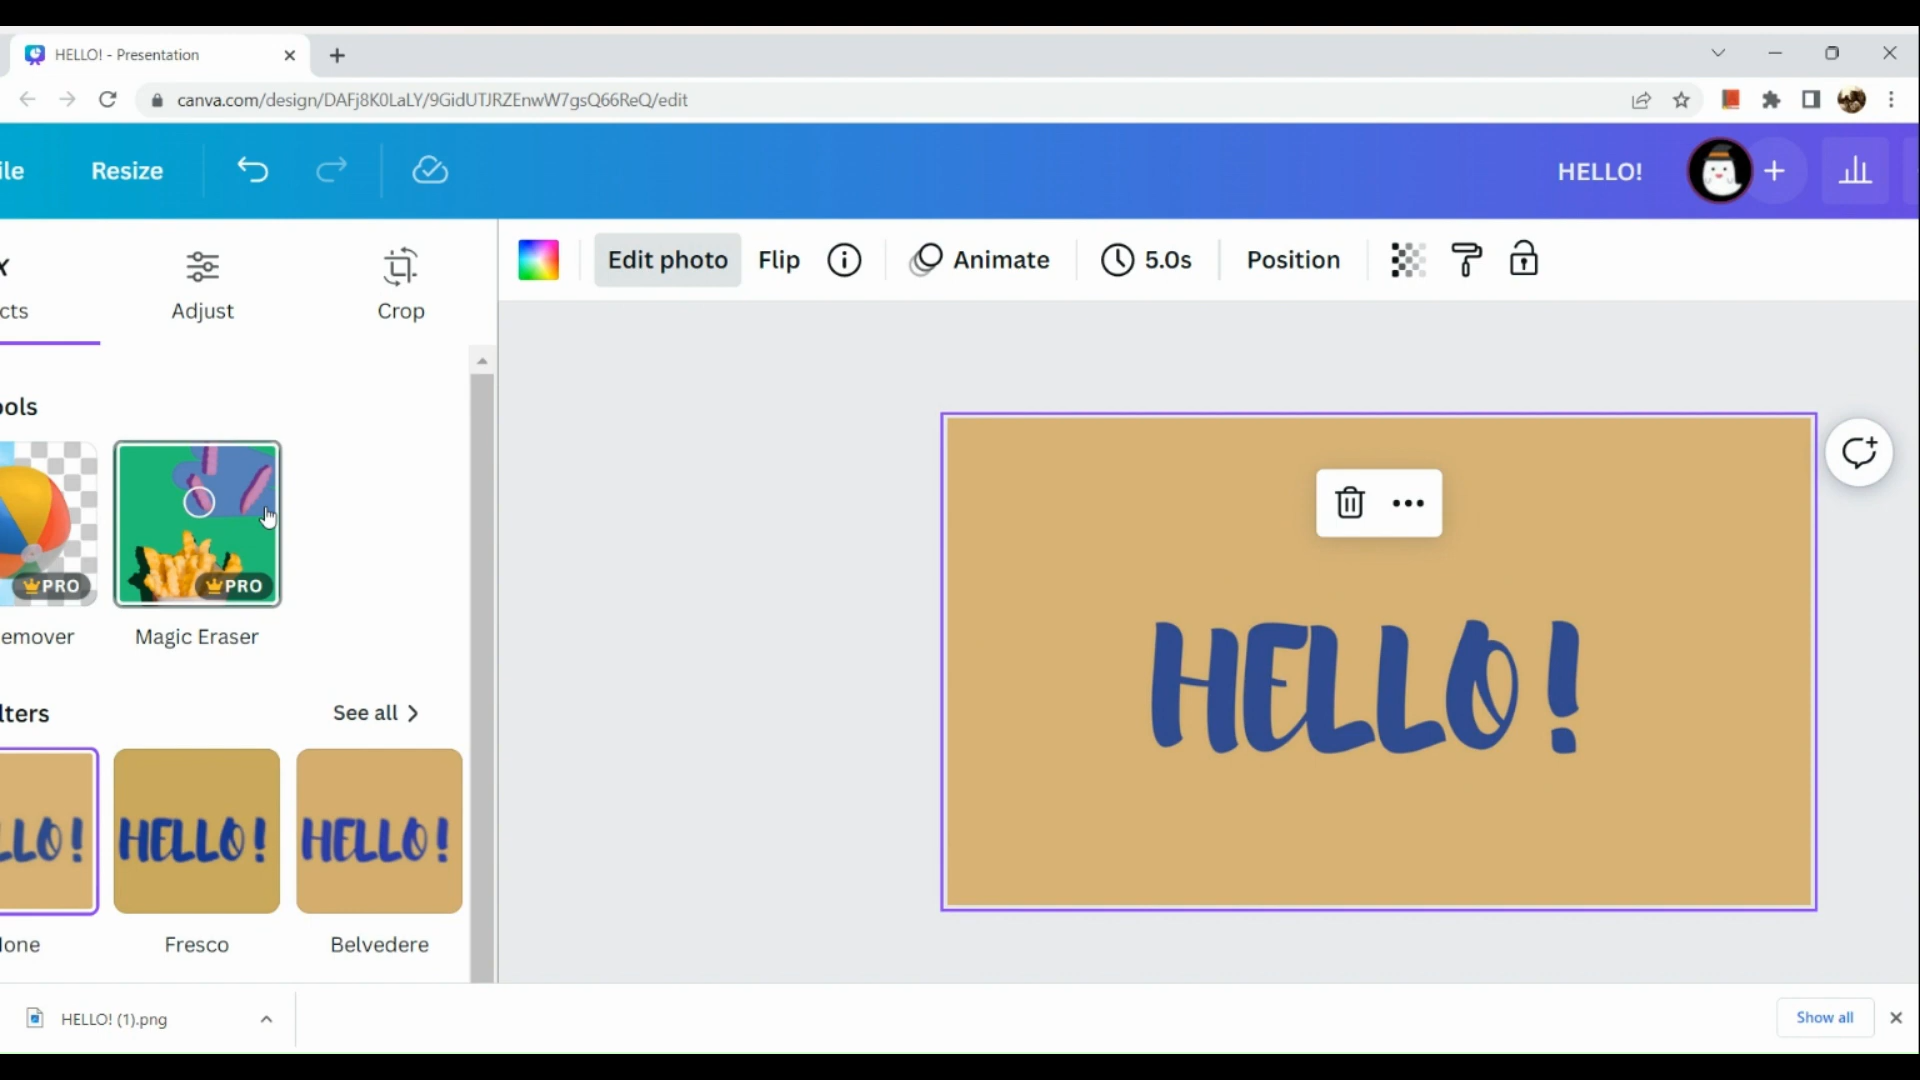 HELLO! - Presentation
canva.com/design/DAFj8K0LaLY/9GidUTJRZEnwW7gsQ66ReQ/edit
ile Resize HELLO!
Edit photo Flip Animate 5.0s Position
cts Adjust Crop
ools
PRO PRO
emover Magic Eraser
lters See all
HELLO!
LLO! HELLO! HELLO!
lone Fresco Belvedere
HELLO! (1).png Show all